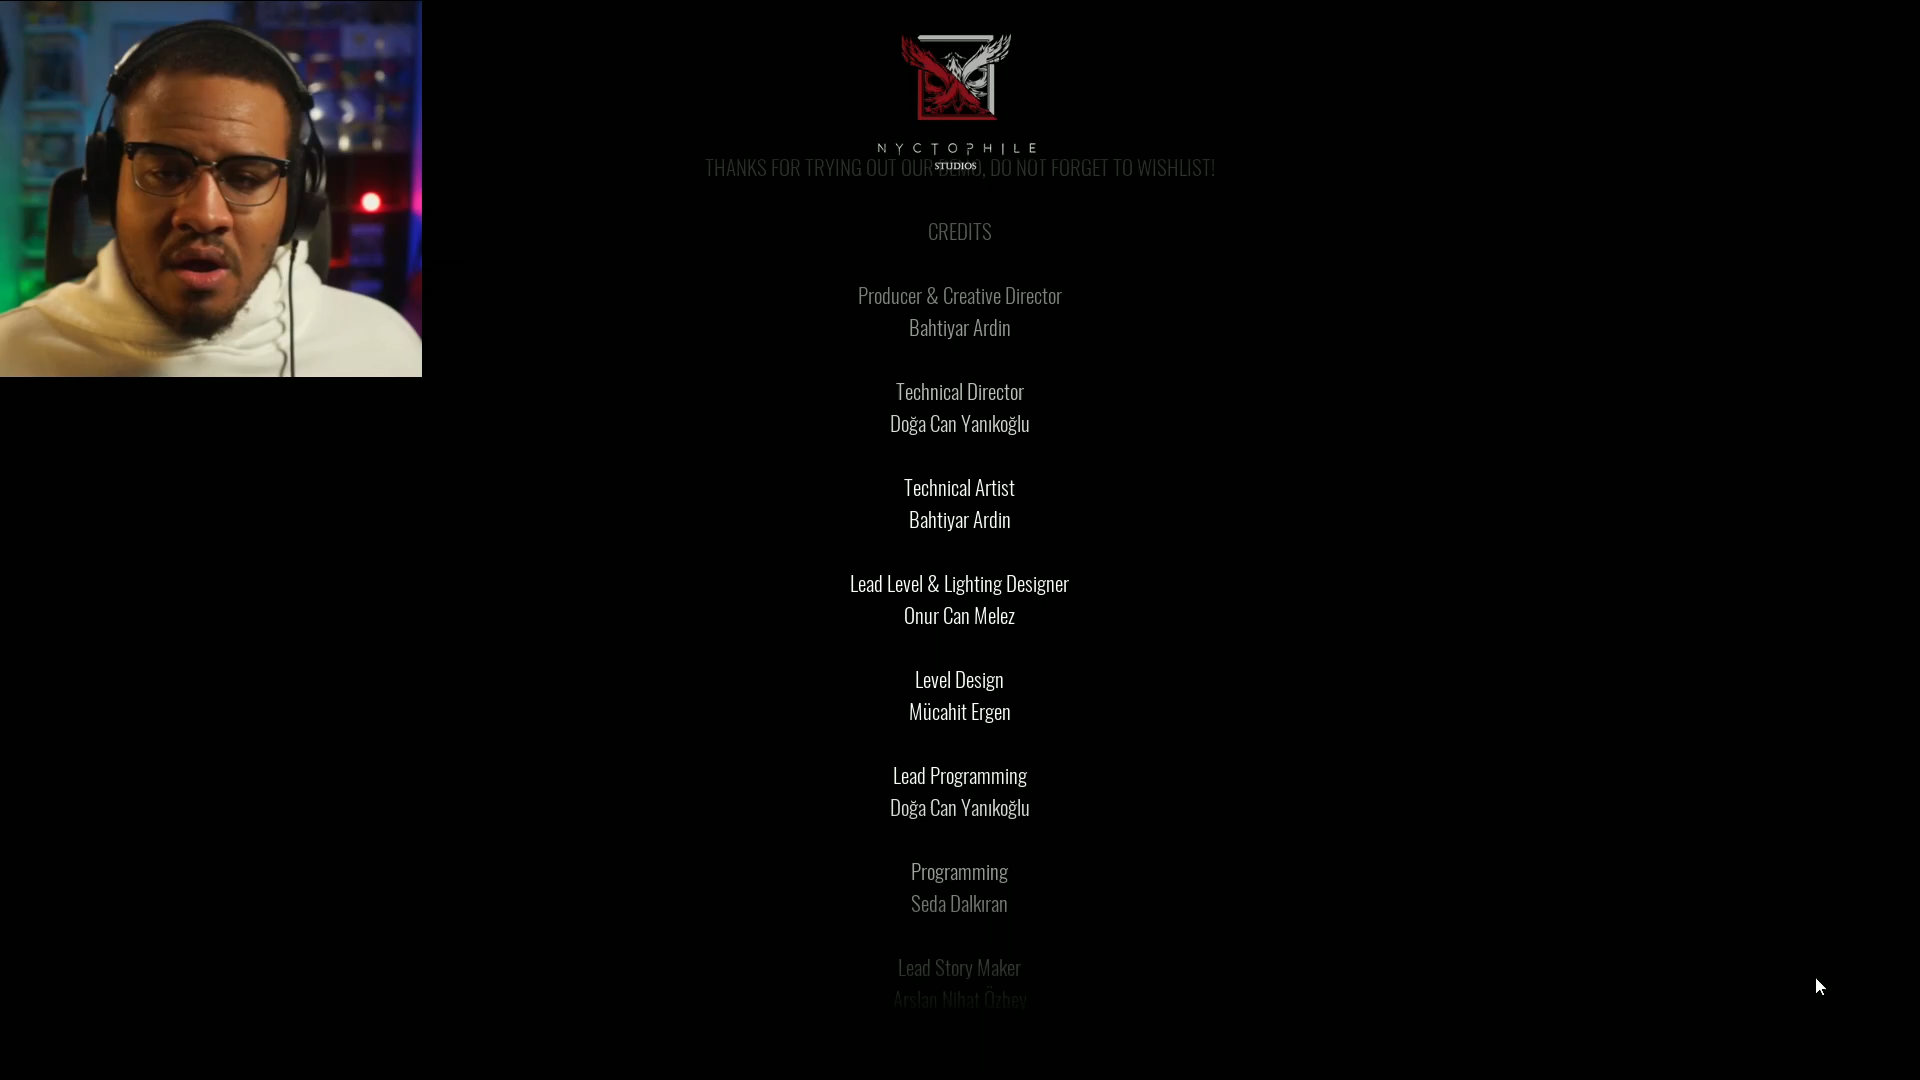 NYCTOPHILE
STUDIOS
THANKS FOR TRYING OUT OUR DEMO, DO NOT FORGET TO WISHLIST!
CREDITS
Producer & Creative Director
Bahtiyar Ardin
Technical Director
Doğa Can Yanıkoğlu
Technical Artist
Bahtiyar Ardin
Lead Level & Lighting Designer
Onur Can Melez
Level Design
Mücahit Ergen
Lead Programming
Doğa Can Yanıkoğlu
Programming
Seda Dalkıran
Lead Story Maker
Arslan Nihat Özbey